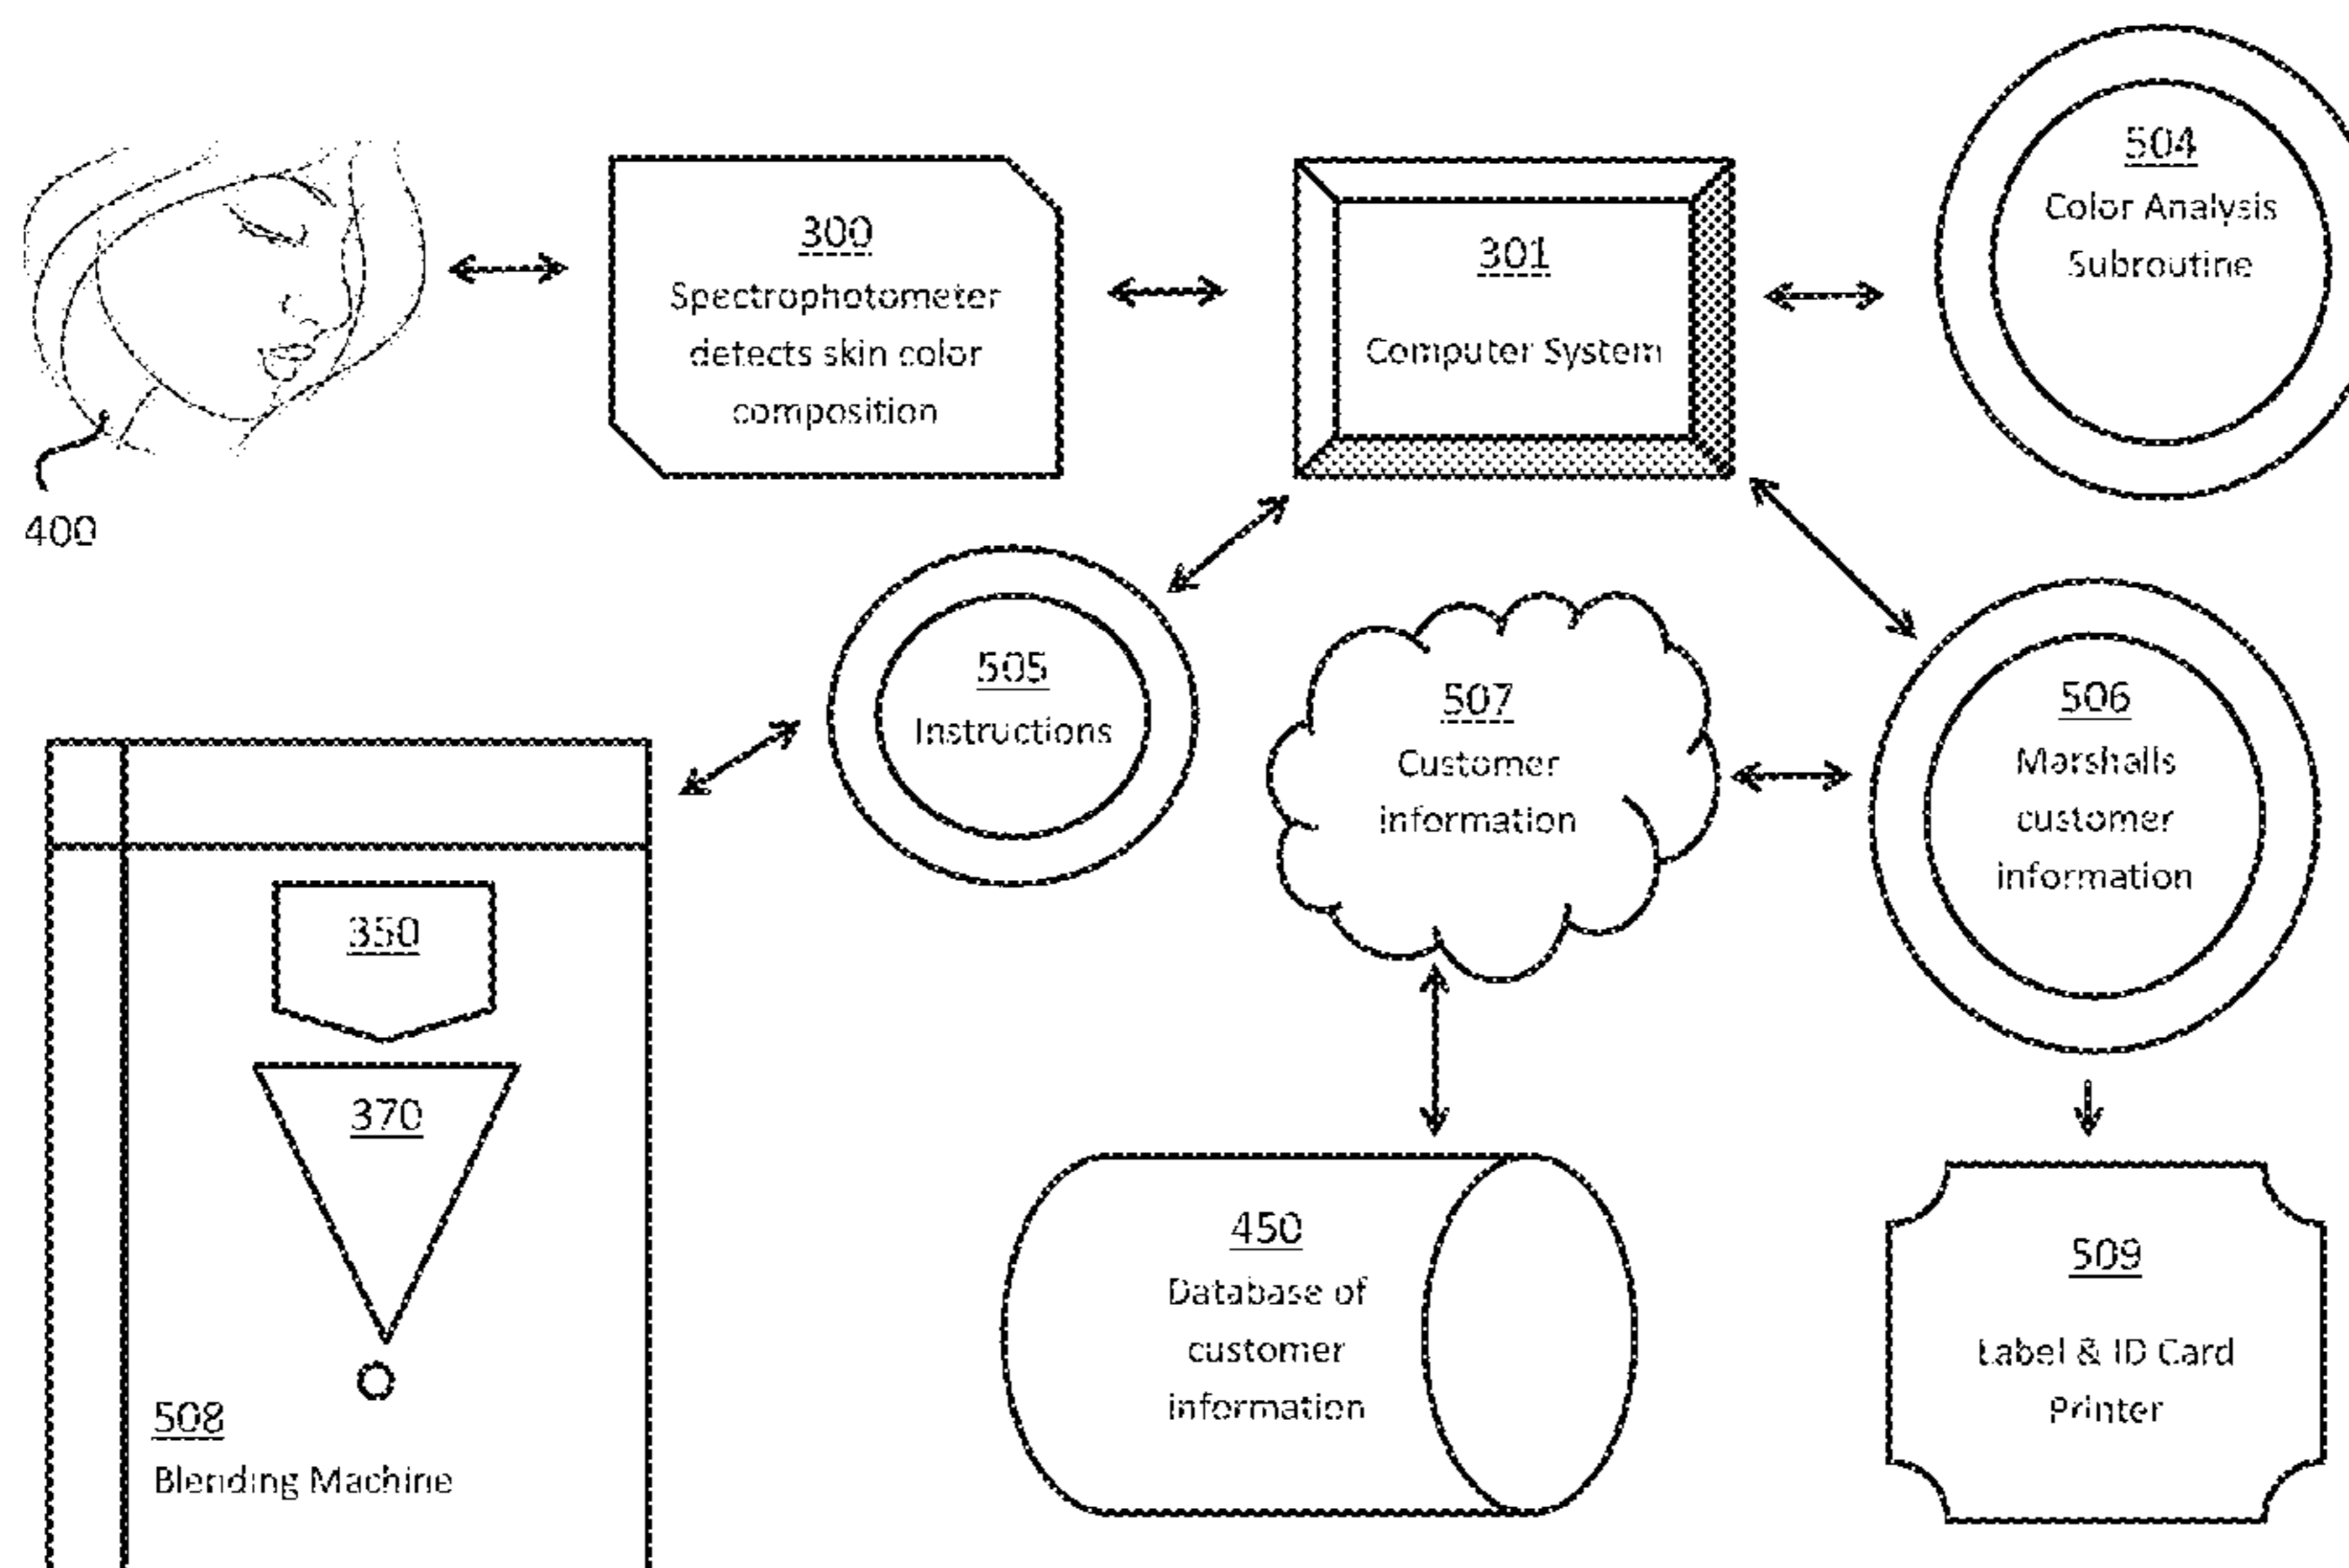 400
300
Spectrophotometer
detects skin color
composition
301
Computer System
504
Color Analysis
Subroutine
505
Instructions
507
Customer
information
506
Marshalls
customer
information
350
370
508
Blending Machine
450
Database of
customer
information
509
Label & ID Card
Printer